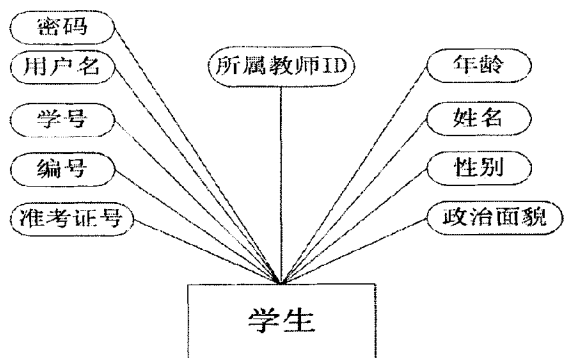 密码
用户名
学号
编号
准考证号
所属教师ID
年龄
姓名
性别
政治面貌
学生